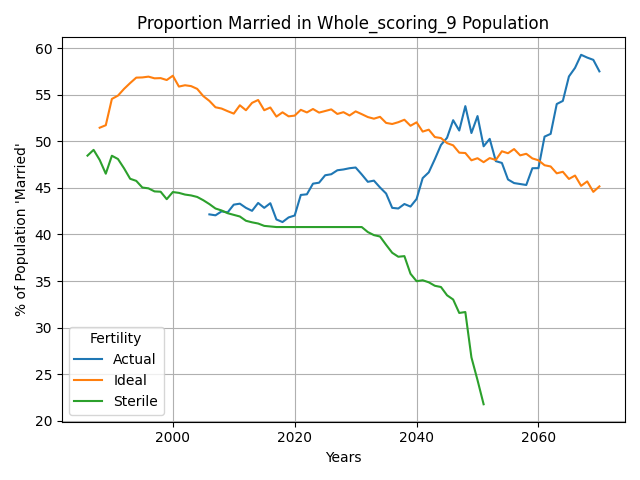 Proportion Married in Whole_scoring_9 Population
% of Population 'Married'
60
55
50
45
40
35
30
25
20
Fertility
Actual
Ideal
Sterile
2000
2020
2040
2060
Years